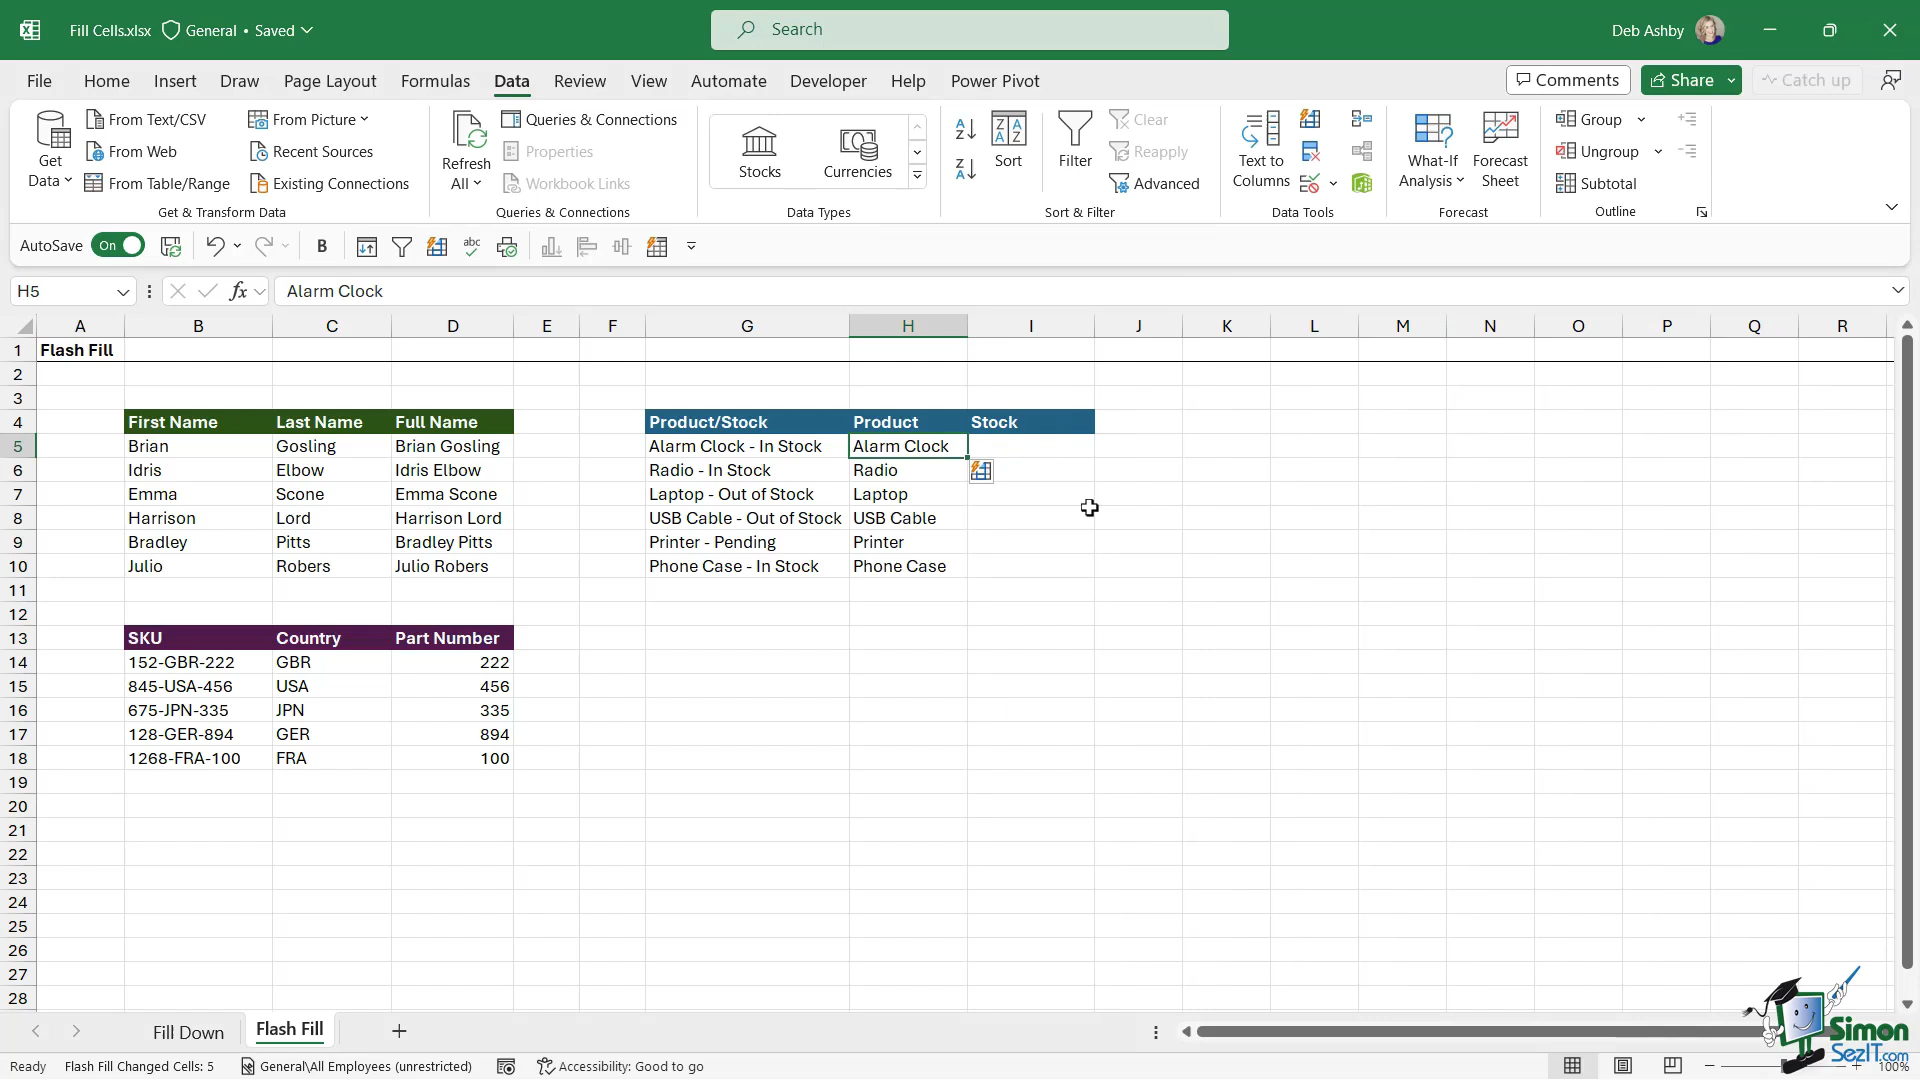 Fill Cells.xlsx General • Saved
Search
Deb Ashby
File Home Insert Draw Page Layout Formulas Data Review View Automate Developer Help Power Pivot
Comments Share Catch up
Get Data
From Text/CSV
From Web
From Table/Range
From Picture
Recent Sources
Existing Connections
Get & Transform Data
Refresh All
Queries & Connections
Properties
Workbook Links
Queries & Connections
Stocks
Currencies
Data Types
Sort
Filter
Clear
Reapply
Advanced
Sort & Filter
Text to Columns
Data Tools
What-If Analysis
Forecast Sheet
Forecast
Group
Ungroup
Subtotal
Outline
AutoSave On B abc
H5 fx Alarm Clock
A B C D E F G H I J K L M N O P Q R
1 Flash Fill
2
3
4 First Name Last Name Full Name Product/Stock Product Stock
5 Brian Gosling Brian Gosling Alarm Clock - In Stock Alarm Clock
6 Idris Elbow Idris Elbow Radio - In Stock Radio
7 Emma Scone Emma Scone Laptop - Out of Stock Laptop
8 Harrison Lord Harrison Lord USB Cable - Out of Stock USB Cable
9 Bradley Pitts Bradley Pitts Printer - Pending Printer
10 Julio Robers Julio Robers Phone Case - In Stock Phone Case
11
12
13 SKU Country Part Number
14 152-GBR-222 GBR 222
15 845-USA-456 USA 456
16 675-JPN-335 JPN 335
17 128-GER-894 GER 894
18 1268-FRA-100 FRA 100
19
20
21
22
23
24
25
26
27
28
Fill Down Flash Fill
Simon
SezIT.com
Ready Flash Fill Changed Cells: 5 General\All Employees (unrestricted) Accessibility: Good to go 100%